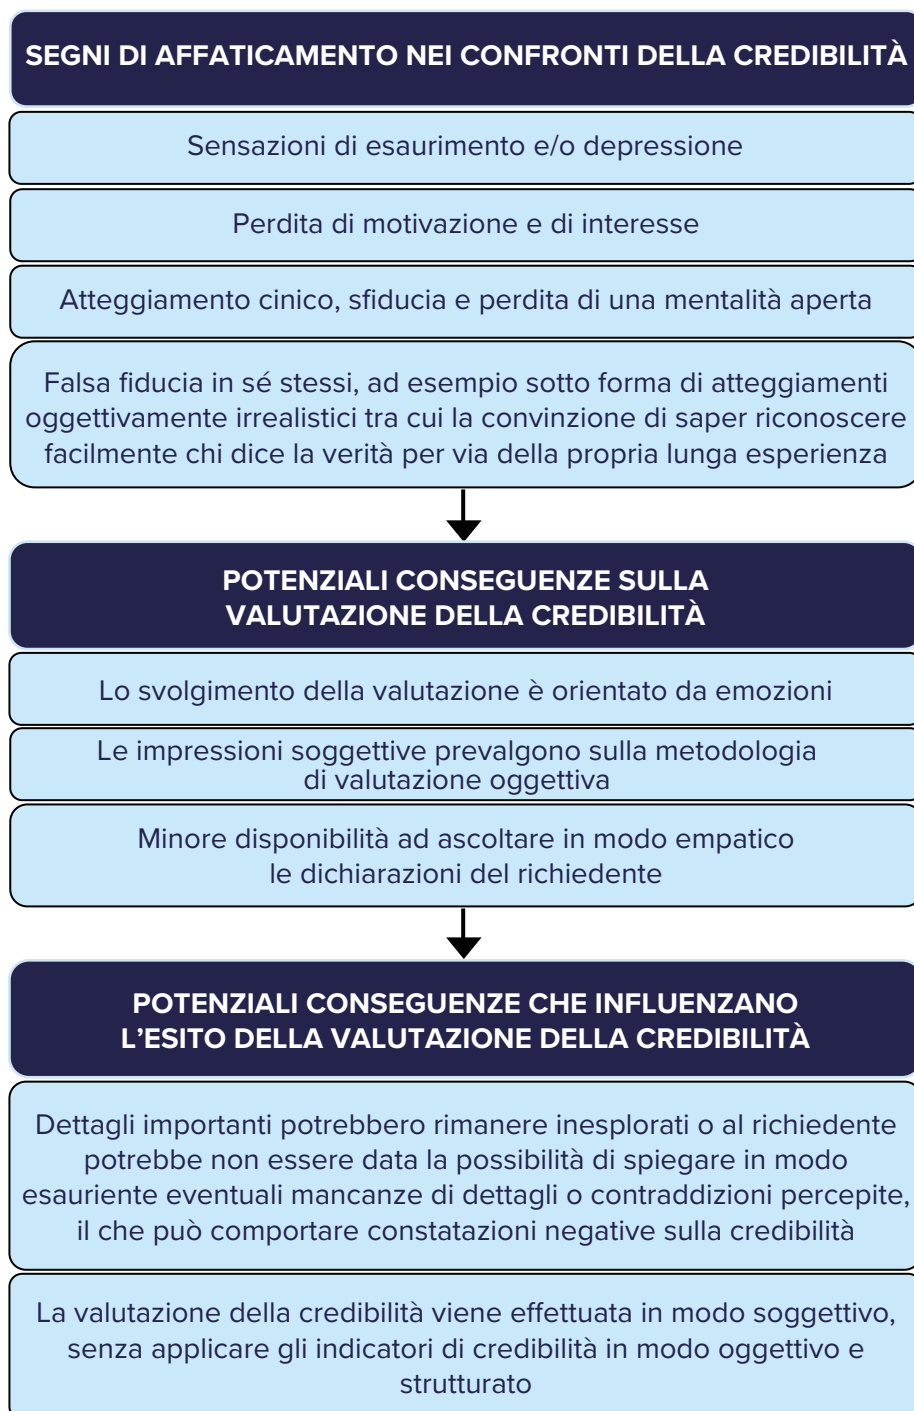 SEGNI DI AFFATICAMENTO NEI CONFRONTI DELLA CREDIBILITÀ
Sensazioni di esaurimento e/o depressione
Perdita di motivazione e di interesse
Atteggiamento cinico, sfiducia e perdita di una mentalità aperta
Falsa fiducia in sé stessi, ad esempio sotto forma di atteggiamenti
oggettivamente irrealistici tra cui la convinzione di saper riconoscere
facilmente chi dice la verità per via della propria lunga esperienza
POTENZIALI CONSEGUENZE SULLA
VALUTAZIONE DELLA CREDIBILITÀ
Lo svolgimento della valutazione è orientato da emozioni
Le impressioni soggettive prevalgono sulla metodologia
di valutazione oggettiva
Minore disponibilità ad ascoltare in modo empatico
le dichiarazioni del richiedente
POTENZIALI CONSEGUENZE CHE INFLUENZANO
L’ESITO DELLA VALUTAZIONE DELLA CREDIBILITÀ
Dettagli importanti potrebbero rimanere inesplorati o al richiedente
potrebbe non essere data la possibilità di spiegare in modo
esauriente eventuali mancanze di dettagli o contraddizioni percepite,
il che può comportare constatazioni negative sulla credibilità
La valutazione della credibilità viene effettuata in modo soggettivo,
senza applicare gli indicatori di credibilità in modo oggettivo e
strutturato